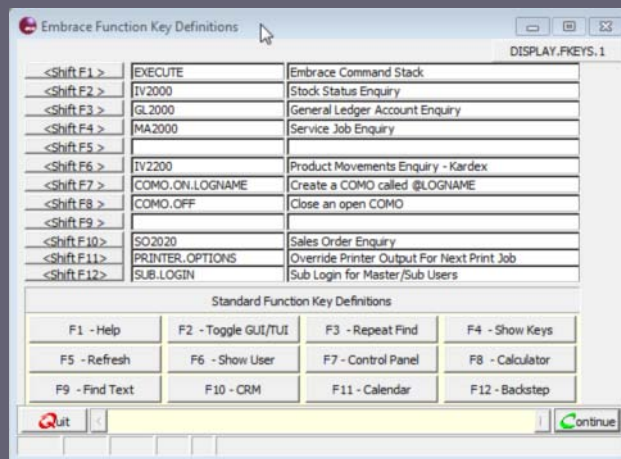 Embrace Function Key Definitions
DISPLAY.FKEYS.1
<Shift F1 > EXECUTE Embrace Command Stack
<Shift F2 > IV2000 Stock Status Enquiry
<Shift F3 > GL2000 General Ledger Account Enquiry
<Shift F4 > MA2000 Service Job Enquiry
<Shift F5 >
<Shift F6 > IV2200 Product Movements Enquiry - Kardex
<Shift F7 > COMO.ON.LOGNAME Create a COMO called @LOGNAME
<Shift F8 > COMO.OFF Close an open COMO
<Shift F9 >
<Shift F10> SO2020 Sales Order Enquiry
<Shift F11> PRINTER.OPTIONS Override Printer Output For Next Print Job
<Shift F12> SUB.LOGIN Sub Login for Master/Sub Users
Standard Function Key Definitions
F1 - Help F2 - Toggle GUI/TUI F3 - Repeat Find F4 - Show Keys
F5 - Refresh F6 - Show User F7 - Control Panel F8 - Calculator
F9 - Find Text F10 - CRM F11 - Calendar F12 - Backstep
Quit Continue